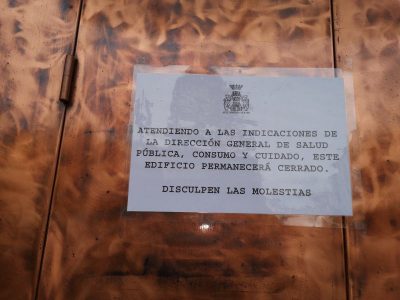 ATENDIENDO A LAS INDICACIONES DE
LA DIRECCIÓN GENERAL DE SALUD
PÚBLICA, CONSUMO Y CUIDADO, ESTE
EDIFICIO PERMANECERÁ CERRADO.
DISCULPEN LAS MOLESTIAS